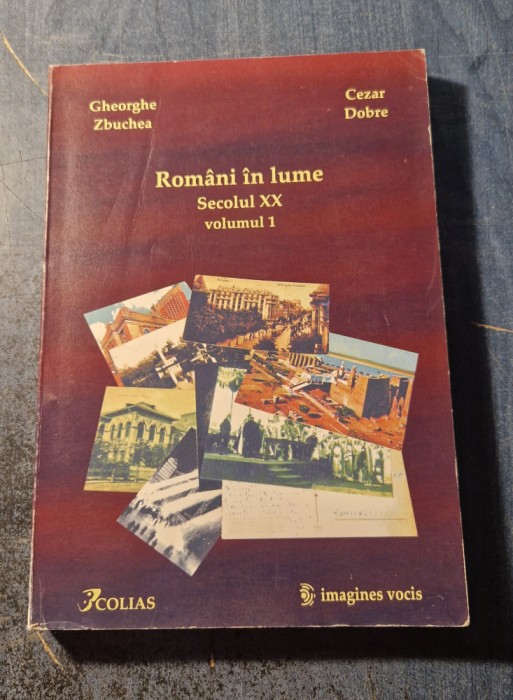 Gheorghe
Zbuchea
Cezar
Dobre
Români în lume
Secolul XX
volumul 1
COLIAS
imagines vocis